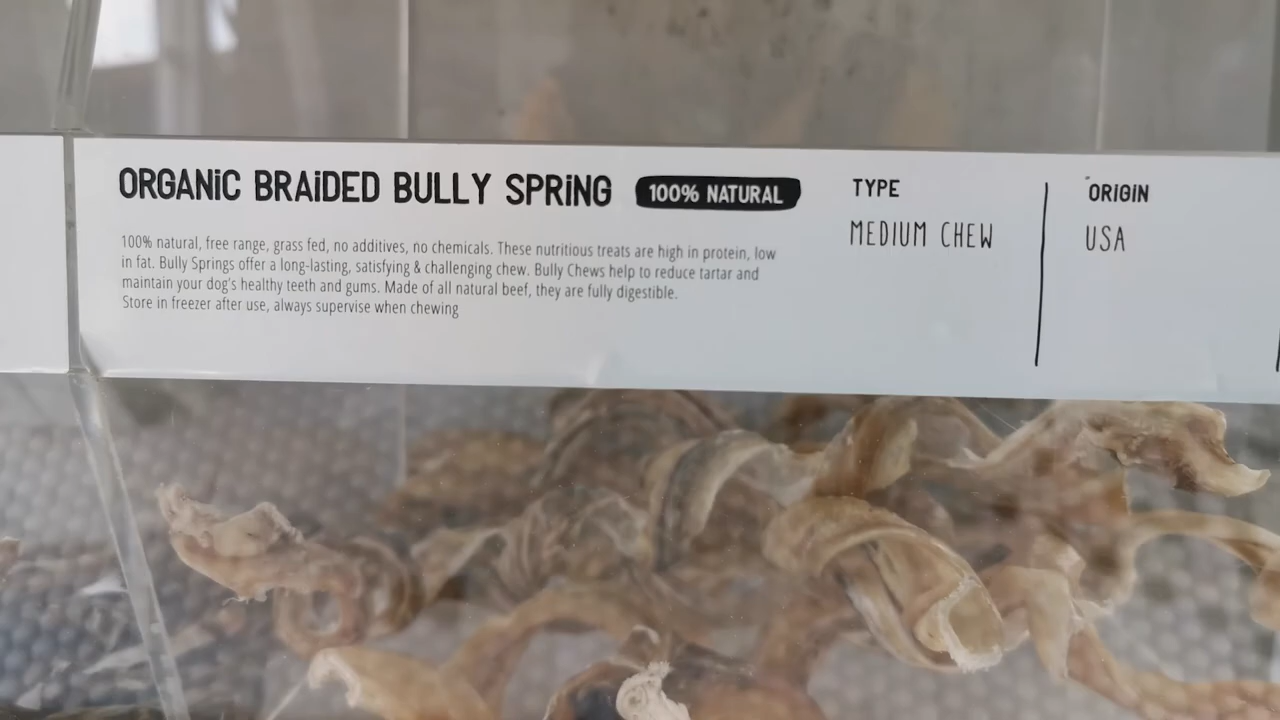 ORGANIC BRAIDED BULLY SPRING
100% NATURAL
100% natural, free range, grass fed, no additives, no chemicals. These nutritious treats are high in protein, low
in fat. Bully Springs offer a long-lasting, satisfying & challenging chew. Bully Chews help to reduce tartar and
maintain your dog's healthy teeth and gums. Made of all natural beef, they are fully digestible.
Store in freezer after use, always supervise when chewing
TYPE
MEDIUM CHEW
ORIGIN
USA